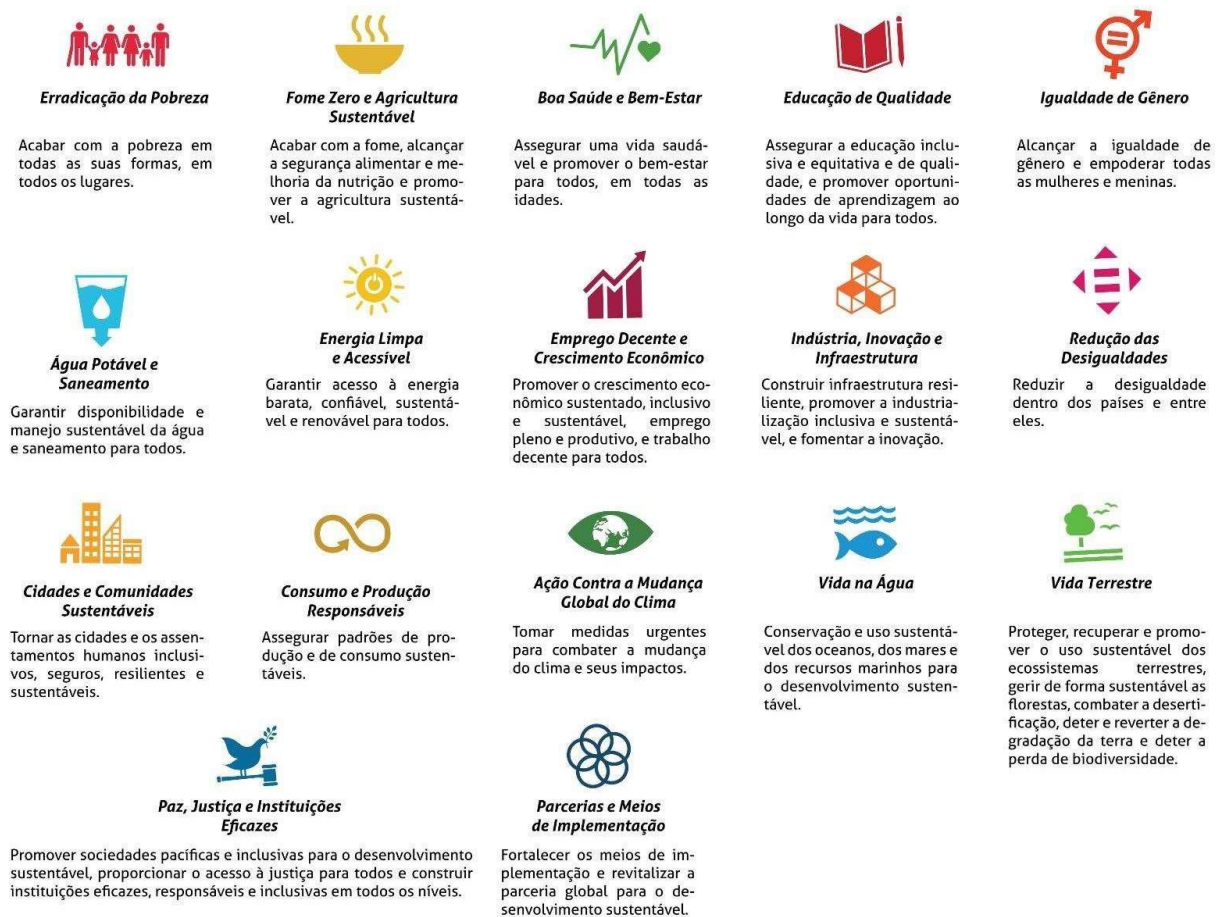 Erradicação da Pobreza
Acabar com a pobreza em
todas as suas formas, em
todos os lugares.
Fome Zero e Agricultura
Sustentável
Acabar com a fome, alcançar
a segurança alimentar e me-
lhoria da nutrição e promo-
ver a agricultura sustentá-
vel.
Boa Saúde e Bem-Estar
Assegurar uma vida saudá-
vel e promover o bem-estar
para todos, em todas as
idades.
Educação de Qualidade
Assegurar a educação inclu-
siva e equitativa e de quali-
dade, e promover oportuni-
dades de aprendizagem ao
longo da vida para todos.
Igualdade de Gênero
Alcançar a igualdade de
gênero e empoderar todas
as mulheres e meninas.
Água Potável e
Saneamento
Garantir disponibilidade e
manejo sustentável da água
e saneamento para todos.
Energia Limpa
e Acessível
Garantir acesso à energia
barata, confiável, sustentá-
vel e renovável para todos.
Emprego Decente e
Crescimento Econômico
Promover o crescimento eco-
nômico sustentado, inclusivo
e sustentável, emprego
pleno e produtivo, e trabalho
decente para todos.
Indústria, Inovação e
Infraestrutura
Construir infraestrutura resi-
liente, promover a industria-
lização inclusiva e sustentá-
vel, e fomentar a inovação.
Redução das
Desigualdades
Reduzir a desigualdade
dentro dos países e entre
eles.
Cidades e Comunidades
Sustentáveis
Tornar as cidades e os assen-
tamentos humanos inclusi-
vos, seguros, resilientes e
sustentáveis.
Consumo e Produção
Responsáveis
Assegurar padrões de pro-
dução e de consumo susten-
táveis.
Ação Contra a Mudança
Global do Clima
Tomar medidas urgentes
para combater a mudança
do clima e seus impactos.
Vida na Água
Conservação e uso sustentá-
vel dos oceanos, dos mares e
dos recursos marinhos para
o desenvolvimento susten-
tável.
Vida Terrestre
Proteger, recuperar e promo-
ver o uso sustentável dos
ecossistemas terrestres,
gerir de forma sustentável as
florestas, combater a deserti-
ficação, deter e reverter a de-
gradação da terra e deter a
perda de biodiversidade.
Paz, Justiça e Instituições
Eficazes
Promover sociedades pacíficas e inclusivas para o desenvolvimento
sustentável, proporcionar o acesso à justiça para todos e construir
instituições eficazes, responsáveis e inclusivas em todos os níveis.
Parcerias e Meios
de Implementação
Fortalecer os meios de im-
plementação e revitalizar a
parceria global para o de-
senvolvimento sustentável.